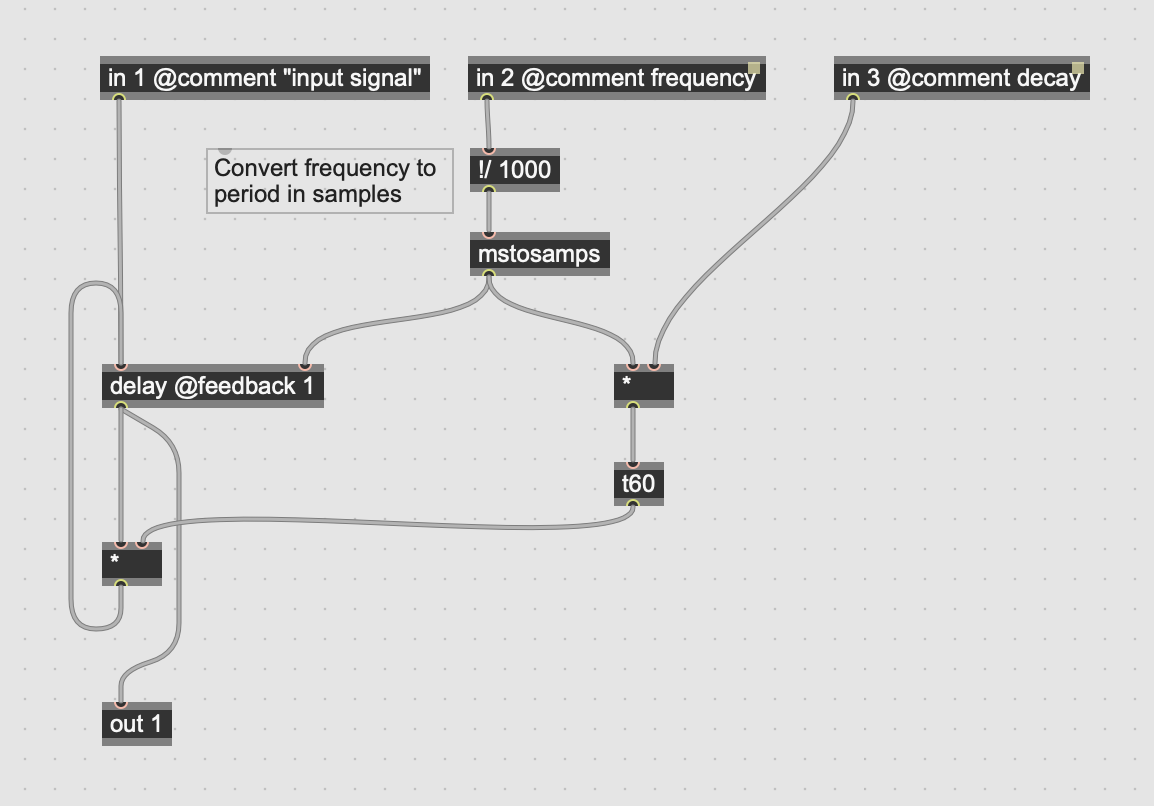 in 1 @comment "input signal"
in 2 @comment frequency
in 3 @comment decay
Convert frequency to
period in samples
!/ 1000
mstosamps
delay @feedback 1
*
t60
*
out 1